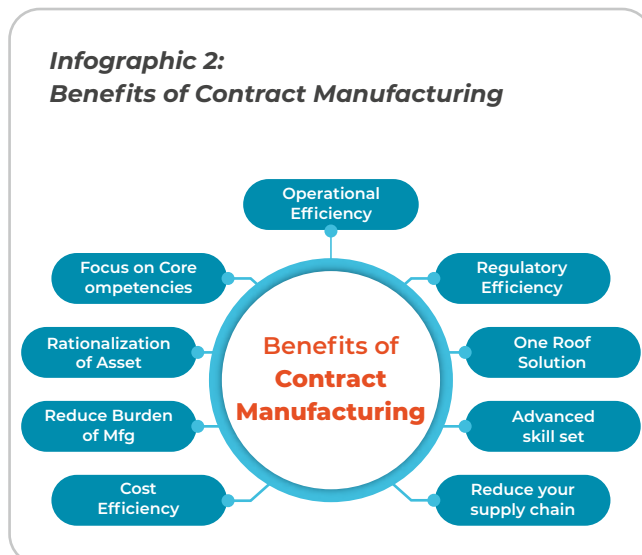 Infographic 2:
Benefits of Contract Manufacturing
Operational
Efficiency
Focus on Core
ompetencies
Regulatory
Efficiency
Rationalization
of Asset
One Roof
Solution
Benefits of
Contract
Manufacturing
Reduce Burden
of Mfg
Advanced
skill set
Cost
Efficiency
Reduce your
supply chain